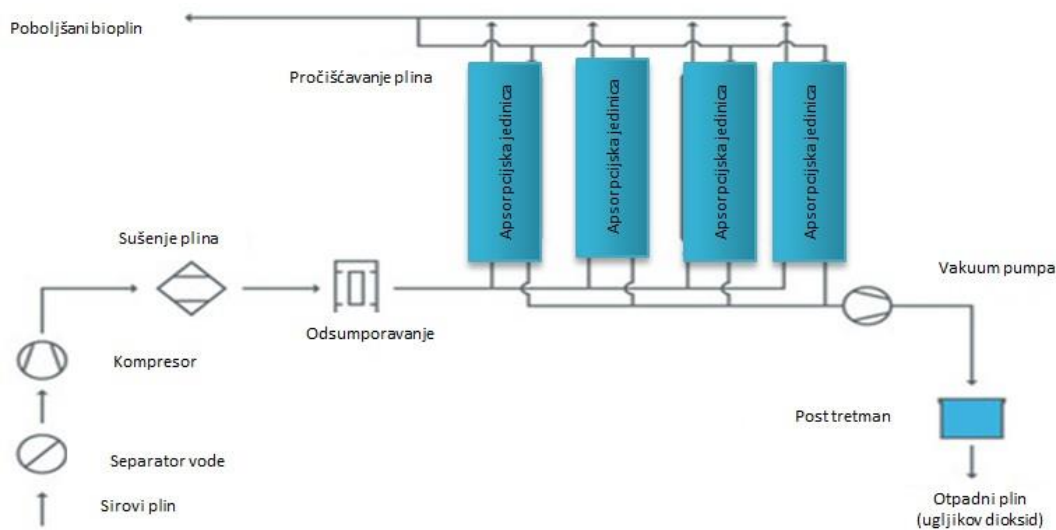 Poboljšani bioplin
Pročišćavanje plina
Apsorpcijska jedinica
Apsorpcijska jedinica
Apsorpcijska jedinica
Apsorpcijska jedinica
Sušenje plina
Vakuum pumpa
Odsumporavanje
Kompresor
Post tretman
Separator vode
Sirovi plin
Otpadni plin
(ugljikov dioksid)